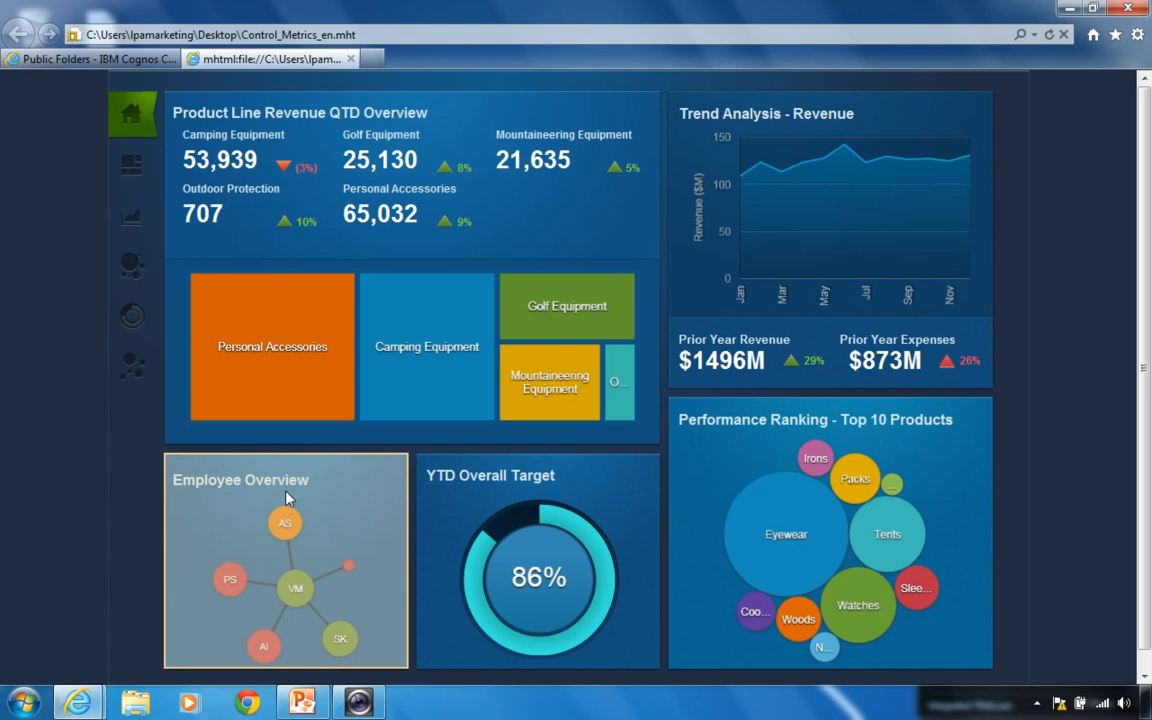 C:\Users\lpamarketing\Desktop\Control_Metrics_en.mht
Public Folders - IBM Cognos C...
mhtml:file://C:\Users\lpam...
Product Line Revenue QTD Overview
Camping Equipment
Golf Equipment
Mountaineering Equipment
53,939
(3%)
25,130
8%
21,635
5%
Outdoor Protection
Personal Accessories
707
10%
65,032
9%
Personal Accessories
Camping Equipment
Golf Equipment
Mountaineering
Equipment
O...
Trend Analysis - Revenue
Revenue ($M)
150
100
50
0
Jan
Mar
May
Jul
Sep
Nov
Prior Year Revenue
Prior Year Expenses
$1496M
29%
$873M
26%
Employee Overview
AS
PS
VM
AI
SK
YTD Overall Target
86%
Performance Ranking - Top 10 Products
Irons
Packs
...
Eyewear
Tents
Slee...
Watches
Coo...
Woods
N...